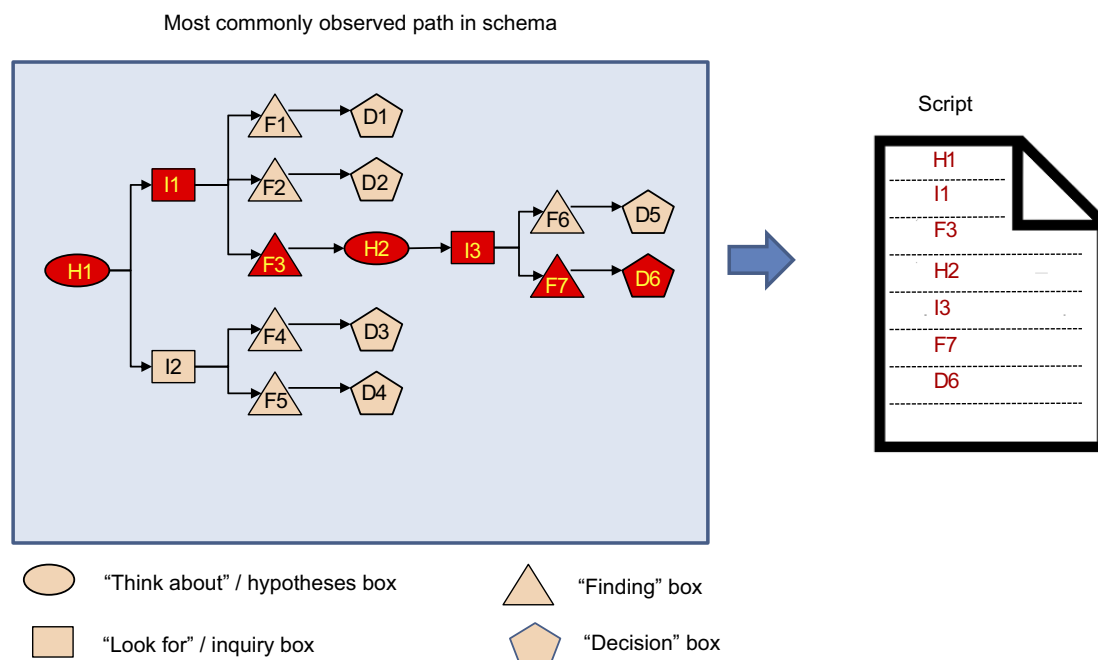 Most commonly observed path in schema
Script
F1
D1
H1
I1
F2
D2
I1
F6
D5
F3
F3
H2
I3
H1
H2
F7
D6
I3
F4
D3
F7
I2
D6
F5
D4
“Think about” / hypotheses box
“Finding” box
“Look for” / inquiry box
“Decision” box